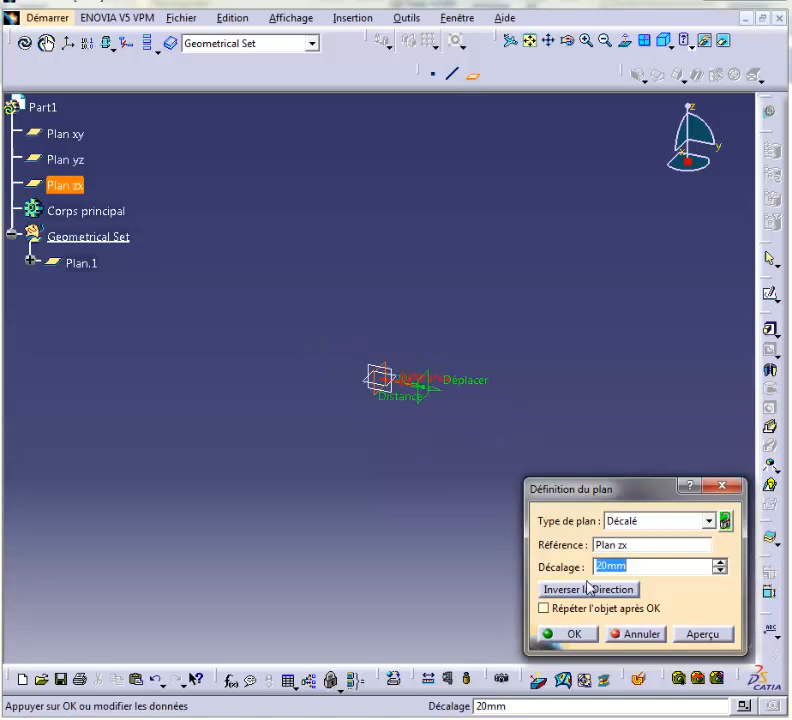 Démarrer ENOVIA V5 VPM Fichier Edition Affichage Insertion Outils Fenêtre Aide
Geometrical Set
Part1
Plan xy
Plan yz
Plan zx
Corps principal
Geometrical Set
Plan.1
z
y
x
Déplacer
Distance
Définition du plan
Type de plan : Décalé
Référence : Plan zx
Décalage : 20mm
Inverser la Direction
Répéter l'objet après OK
OK Annuler Aperçu
CATIA
Appuyer sur OK ou modifier les données Décalage 20mm